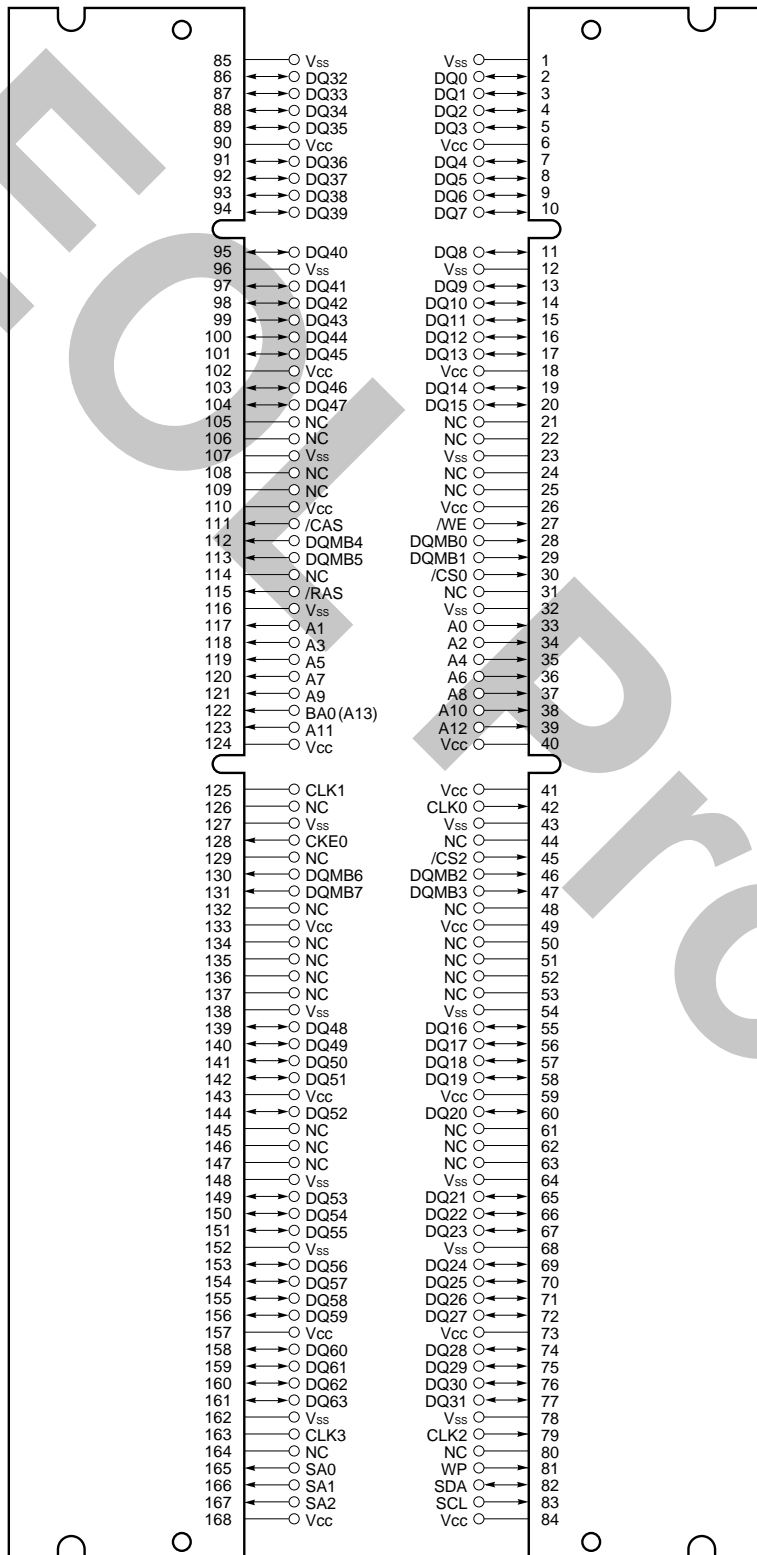 85 Vss Vss 1
86 DQ32 DQ0 2
87 DQ33 DQ1 3
88 DQ34 DQ2 4
89 DQ35 DQ3 5
90 Vcc Vcc 6
91 DQ36 DQ4 7
92 DQ37 DQ5 8
93 DQ38 DQ6 9
94 DQ39 DQ7 10
95 DQ40 DQ8 11
96 Vss Vss 12
97 DQ41 DQ9 13
98 DQ42 DQ10 14
99 DQ43 DQ11 15
100 DQ44 DQ12 16
101 DQ45 DQ13 17
102 Vcc Vcc 18
103 DQ46 DQ14 19
104 DQ47 DQ15 20
105 NC NC 21
106 NC NC 22
107 Vss Vss 23
108 NC NC 24
109 NC NC 25
110 Vcc Vcc 26
111 /CAS /WE 27
112 DQMB4 DQMB0 28
113 DQMB5 DQMB1 29
114 NC /CS0 30
115 /RAS NC 31
116 Vss Vss 32
117 A1 A0 33
118 A3 A2 34
119 A5 A4 35
120 A7 A6 36
121 A9 A8 37
122 BA0 (A13) A10 38
123 A11 A12 39
124 Vcc Vcc 40
125 CLK1 Vcc 41
126 NC CLK0 42
127 Vss Vss 43
128 CKE0 NC 44
129 NC /CS2 45
130 DQMB6 DQMB2 46
131 DQMB7 DQMB3 47
132 NC NC 48
133 Vcc Vcc 49
134 NC NC 50
135 NC NC 51
136 NC NC 52
137 NC NC 53
138 Vss Vss 54
139 DQ48 DQ16 55
140 DQ49 DQ17 56
141 DQ50 DQ18 57
142 DQ51 DQ19 58
143 Vcc Vcc 59
144 DQ52 DQ20 60
145 NC NC 61
146 NC NC 62
147 NC NC 63
148 Vss Vss 64
149 DQ53 DQ21 65
150 DQ54 DQ22 66
151 DQ55 DQ23 67
152 Vss Vss 68
153 DQ56 DQ24 69
154 DQ57 DQ25 70
155 DQ58 DQ26 71
156 DQ59 DQ27 72
157 Vcc Vcc 73
158 DQ60 DQ28 74
159 DQ61 DQ29 75
160 DQ62 DQ30 76
161 DQ63 DQ31 77
162 Vss Vss 78
163 CLK3 CLK2 79
164 NC NC 80
165 SA0 WP 81
166 SA1 SDA 82
167 SA2 SCL 83
168 Vcc Vcc 84
EOL Pro